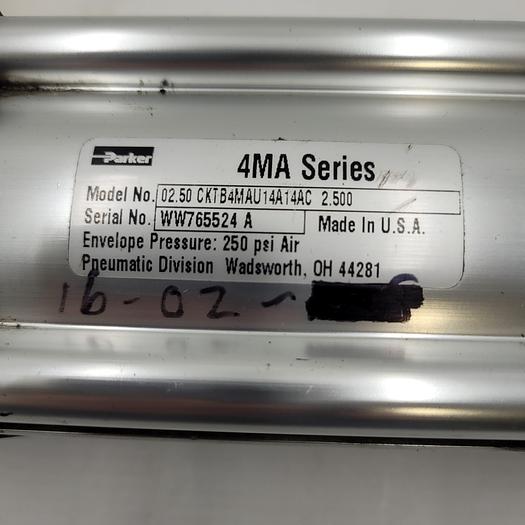 Parker
4MA Series
Model No. 02.50 CKTB4MAU14A14AC 2.500
Serial No. WW765524 A Made In U.S.A.
Envelope Pressure: 250 psi Air
Pneumatic Division Wadsworth, OH 44281
16-02-